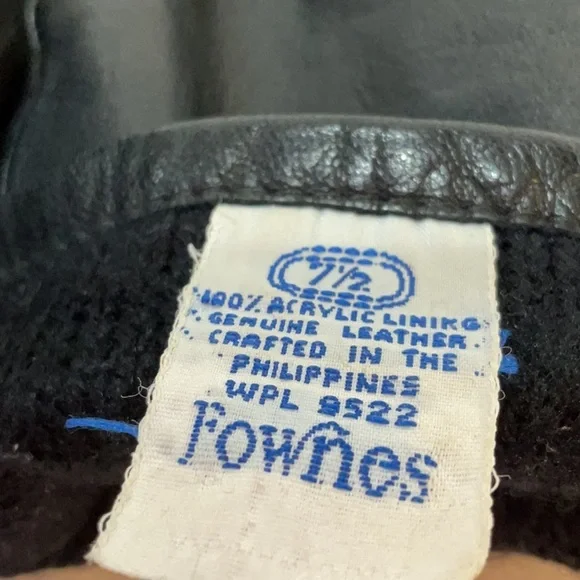 7½
100% ACRYLIC LINING
GENUINE LEATHER
CRAFTED IN THE
PHILIPPINES
WPL 9522
Fownes